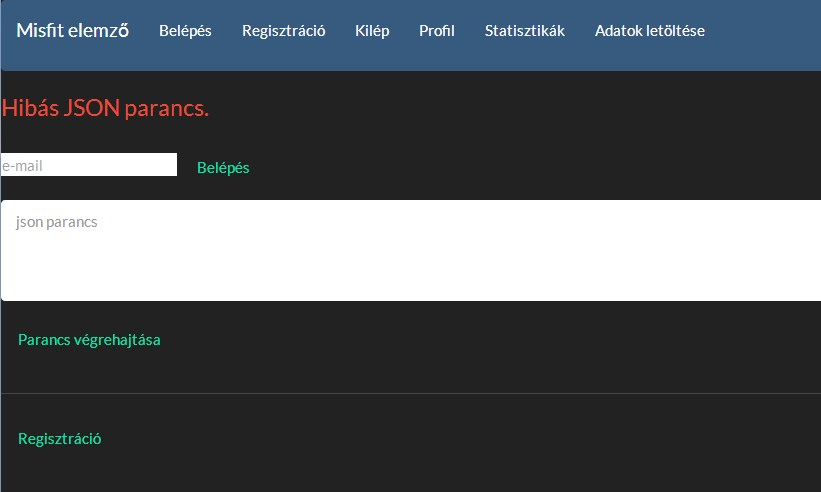 Misfit elemző Belépés Regisztráció Kilép Profil Statisztikák Adatok letöltése
Hibás JSON parancs.
e-mail Belépés
json parancs
Parancs végrehajtása
Regisztráció